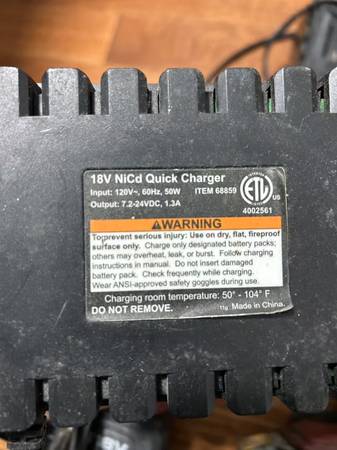 18V NiCd Quick Charger
Input: 120V~, 60Hz, 50W ITEM 68859
Output: 7.2-24VDC, 1.3A
ETL US
4002561
WARNING
To prevent serious injury: Use on dry, flat, fireproof
surface only. Charge only designated battery packs;
others may overheat, leak, or burst. Follow charging
instructions in manual. Do not insert damaged
battery pack. Check frequently while charging.
Wear ANSI-approved safety goggles during use.
Charging room temperature: 50° - 104° F
DO NOT REMOVE. 11g Made in China.